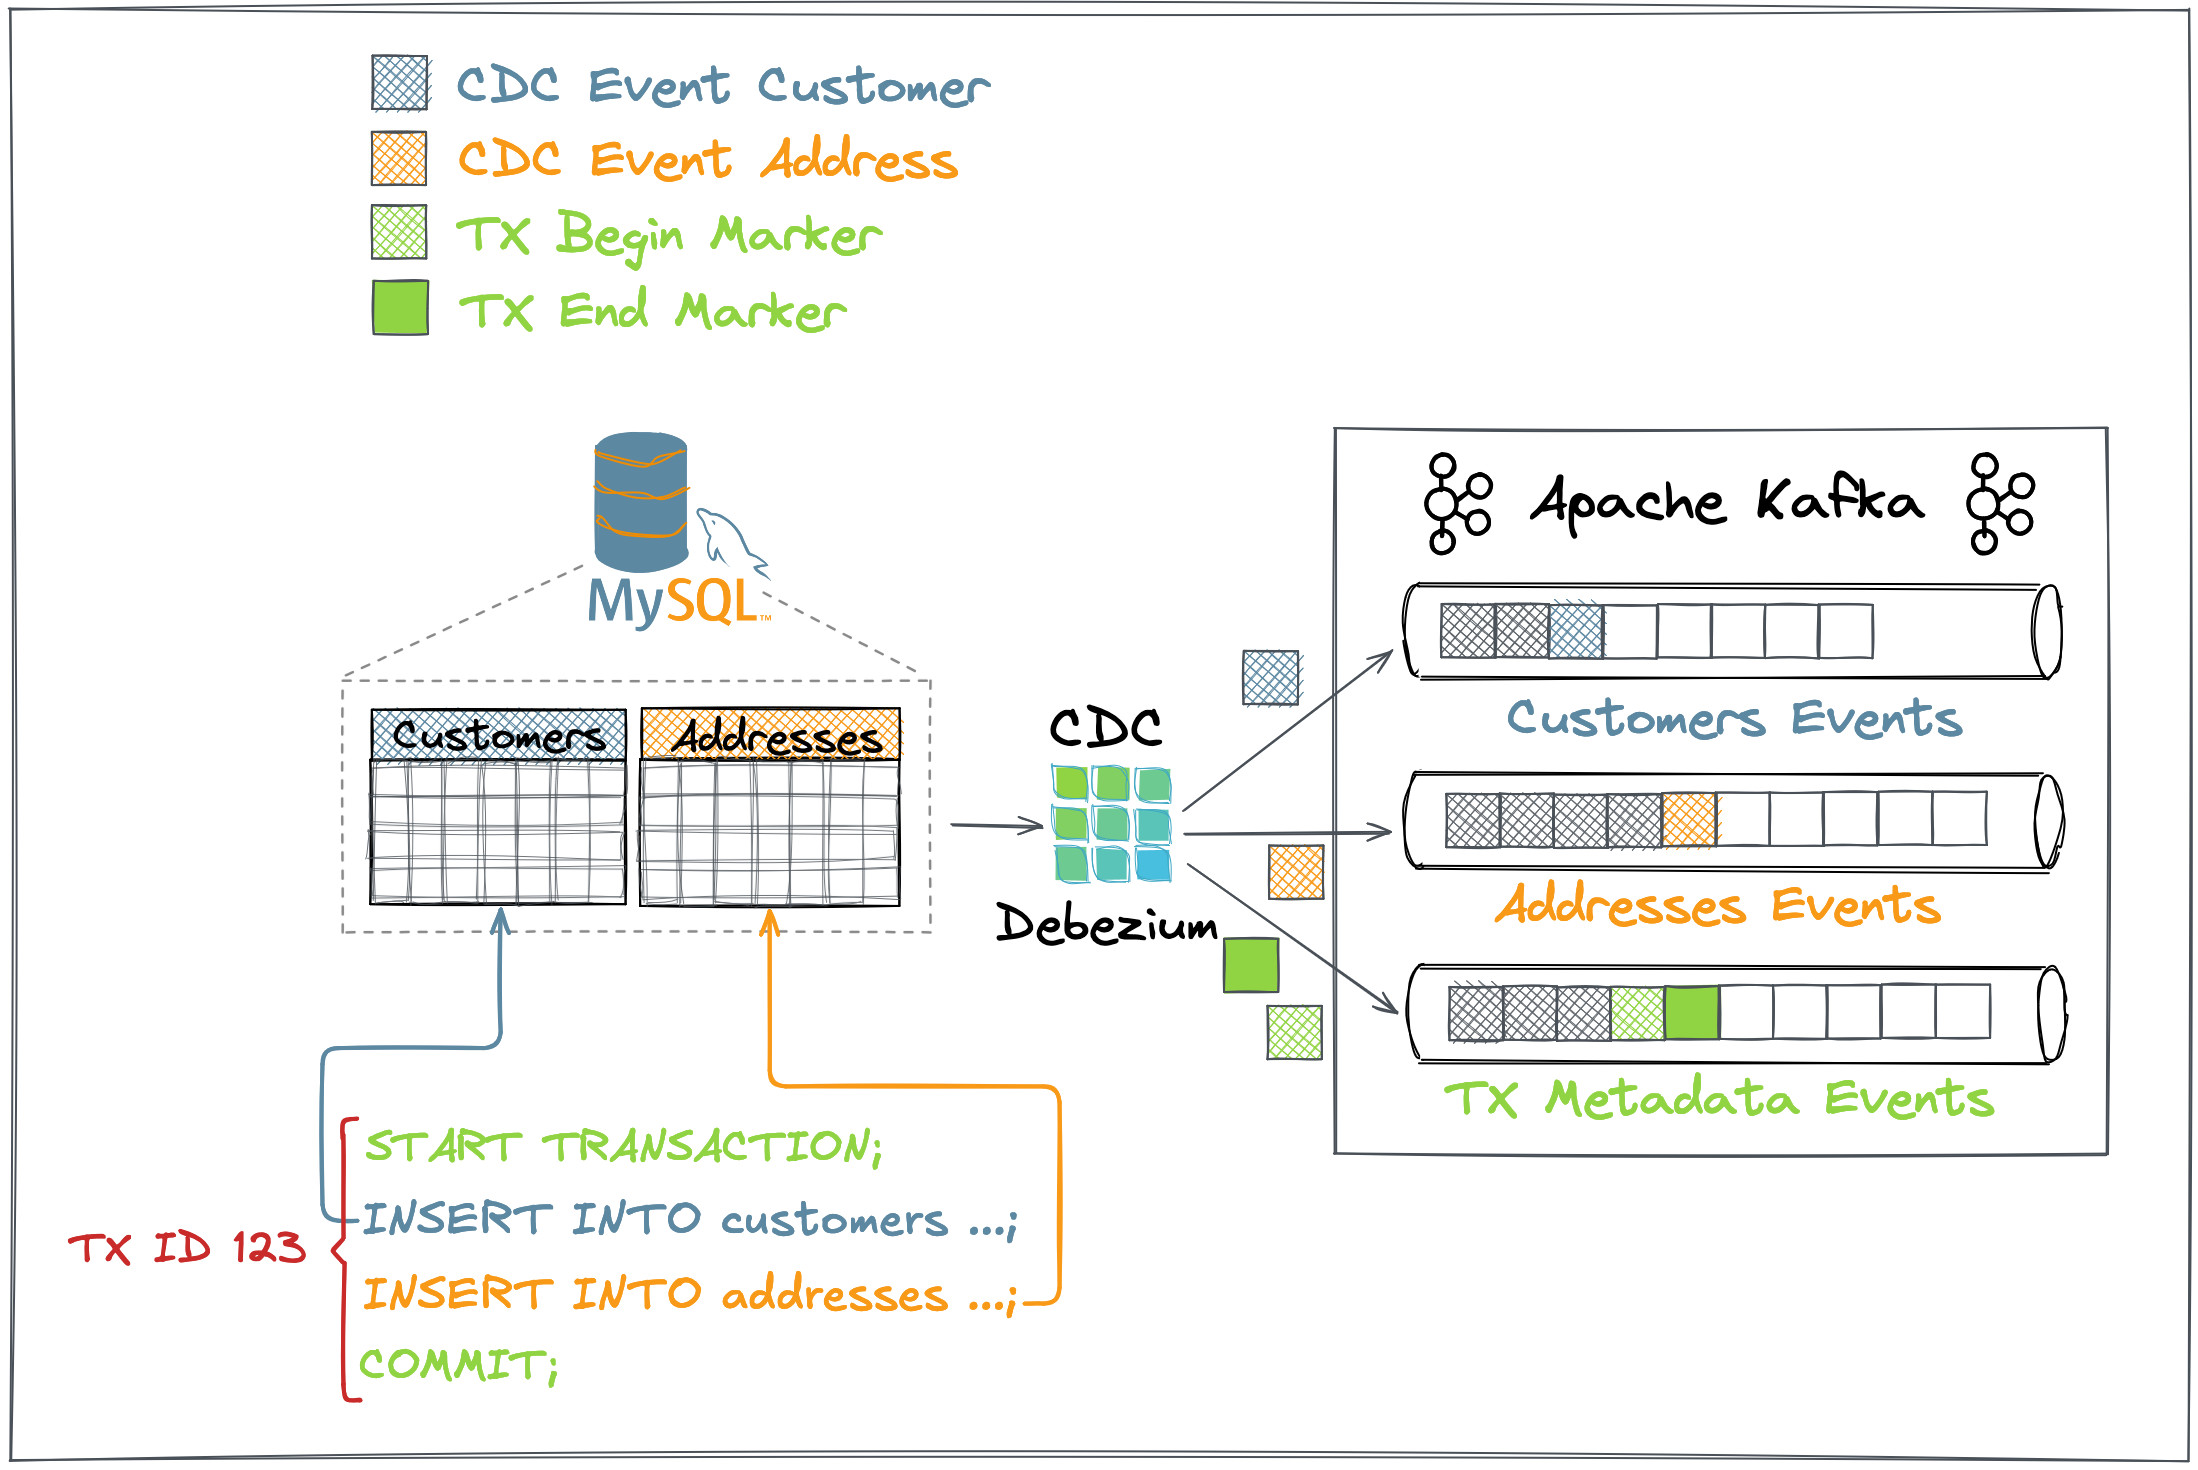 CDC Event Customer
CDC Event Address
TX Begin Marker
TX End Marker
MySQL™
Customers
Addresses
CDC
Debezium
Apache Kafka
Customers Events
Addresses Events
TX Metadata Events
TX ID 123
START TRANSACTION;
INSERT INTO customers ...;
INSERT INTO addresses ...;
COMMIT;